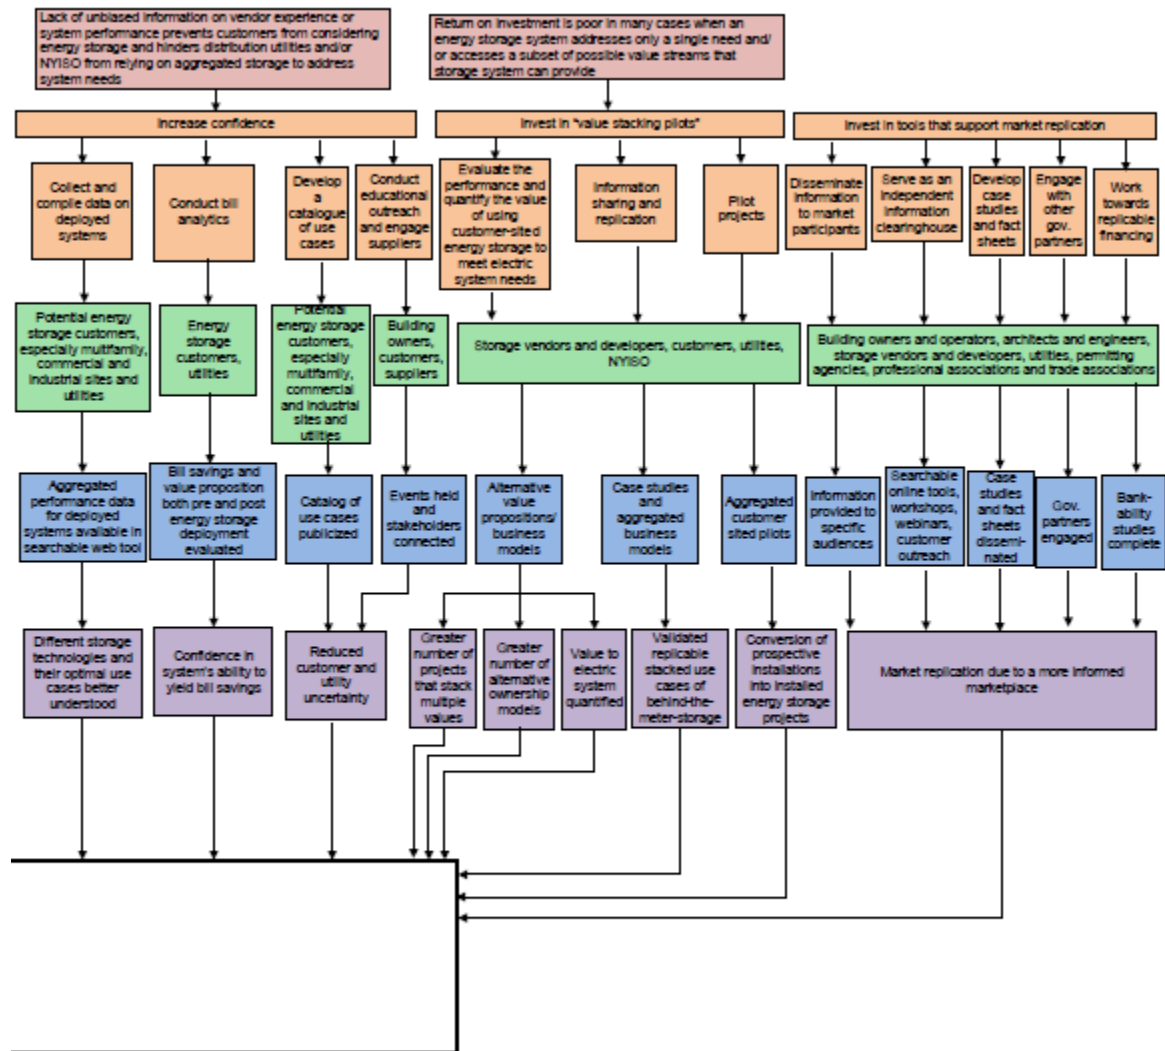 Lack of unbiased information on vendor experience or
system performance prevents customers from considering
energy storage and hinders distribution utilities and/or
NYISO from relying on aggregated storage to address
system needs
Return on investment is poor in many cases when an
energy storage system addresses only a single need and/
or accesses a subset of possible value streams that
storage system can provide
Increase confidence
Invest in "value stacking pilots"
Invest in tools that support market replication
Collect and
compile data on
deployed
systems
Conduct bill
analytics
Develop
a
catalogue
of use
cases
Conduct
educational
outreach
and engage
suppliers
Evaluate the
performance and
quantify the value
of using
customer-sited
energy storage to
meet electric
system needs
Information
sharing and
replication
Pilot
projects
Disseminate
information
to market
participants
Serve as an
independent
information
clearinghouse
Develop
case
studies
and fact
sheets
Engage
with
other
gov.
partners
Work
towards
replicable
financing
Potential energy
storage customers,
especially multifamily,
commercial and
industrial sites and
utilities
Energy
storage
customers,
utilities
Potential
energy storage
customers,
especially
multifamily,
commercial
and industrial
sites and
utilities
Building
owners,
customers,
suppliers
Storage vendors and developers, customers, utilities,
NYISO
Building owners and operators, architects and engineers,
storage vendors and developers, utilities, permitting
agencies, professional associations and trade associations
Aggregated
performance data
for deployed
systems available in
searchable web tool
Bill savings and
value proposition
both pre and post
energy storage
deployment
evaluated
Catalog of
use cases
publicized
Events held
and
stakeholders
connected
Alternative
value
propositions/
business
models
Case studies
and
aggregated
business
models
Aggregated
customer
sited pilots
Information
provided to
specific
audiences
Searchable
online tools,
workshops,
webinars,
customer
outreach
Case
studies
and fact
sheets
dissemi-
nated
Gov.
partners
engaged
Bank-
ability
studies
complete
Different storage
technologies and
their optimal use
cases better
understood
Confidence in
system's ability to
yield bill savings
Reduced
customer and
utility
uncertainty
Greater
number of
projects
that stack
multiple
values
Greater
number of
alternative
ownership
models
Value to
electric
system
quantified
Validated
replicable
stacked use
cases of
behind-the-
meter-storage
Conversion of
prospective
installations
into installed
energy storage
projects
Market replication due to a more informed
marketplace